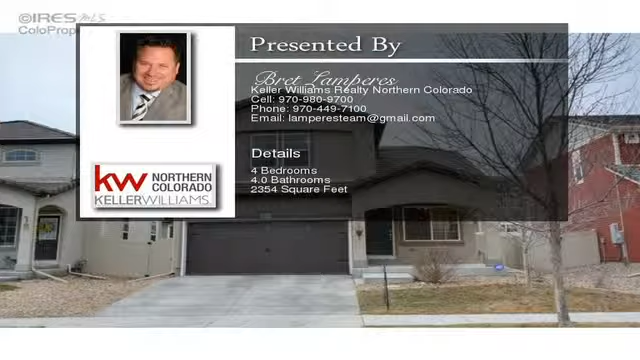 ©IRES MLS
ColoProp
Presented By
Bret Lamperes
Keller Williams Realty Northern Colorado
Cell: 970-980-9700
Phone: 970-449-7100
Email: lamperesteam@gmail.com
Details
4 Bedrooms
4.0 Bathrooms
2354 Square Feet
kw NORTHERN
COLORADO
KELLERWILLIAMS.